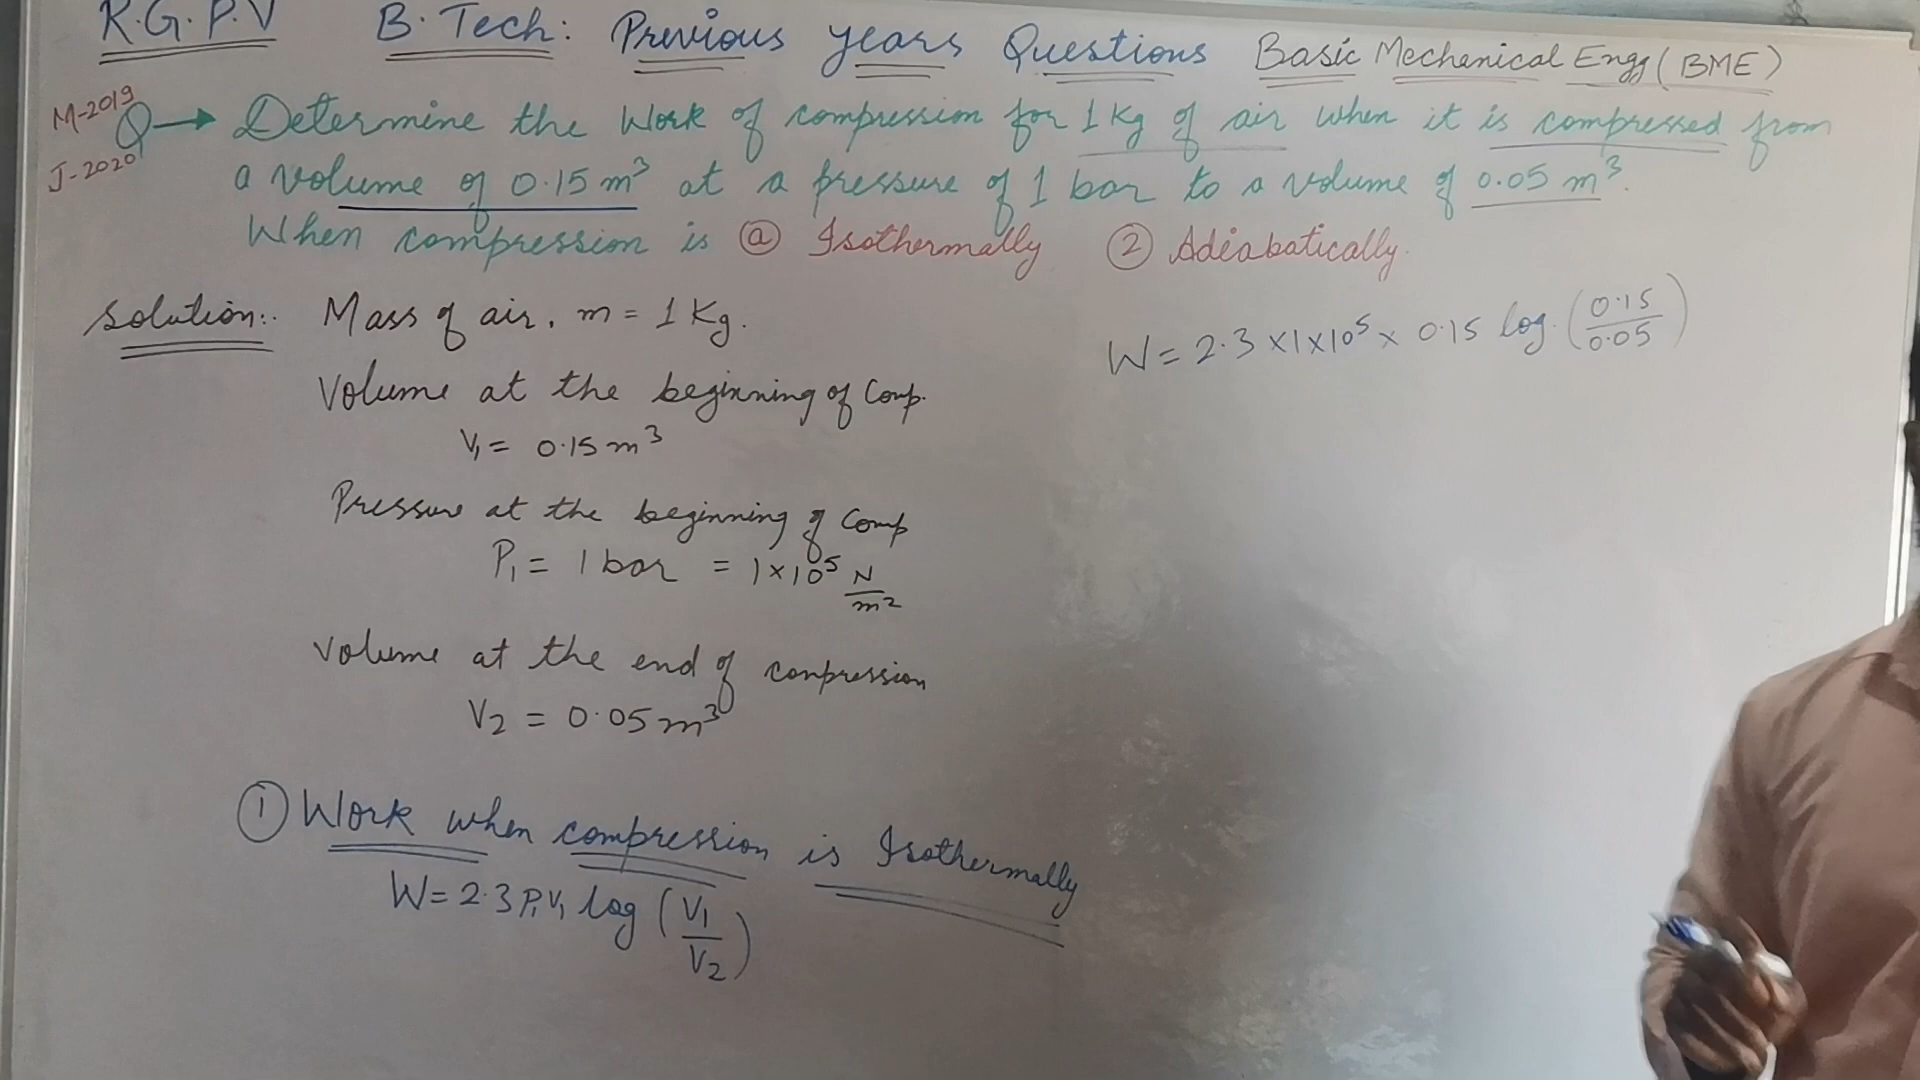 R.G.P.V B.Tech: Previous years Questions Basic Mechenical Engg (BME)
M-2019
J-2020
Q → Determine the Work of compression for 1 Kg of air when it is compressed from
a volume of 0.15 m³ at a pressure of 1 bar to a volume of 0.05 m³.
When compression is ⓐ Isothermally ② Adiabatically.
Solution:. Mass of air, m = 1 Kg.
Volume at the beginning of Comp.
V₁ = 0.15 m³
Pressure at the beginning of Comp
P₁ = 1 bar = 1×10⁵ N/m²
Volume at the end of compression
V₂ = 0.05 m³
① Work when compression is Isothermally
W = 2.3 P₁V₁ log (V₁/V₂)
W = 2.3 ×1×10⁵ × 0.15 log (0.15/0.05)